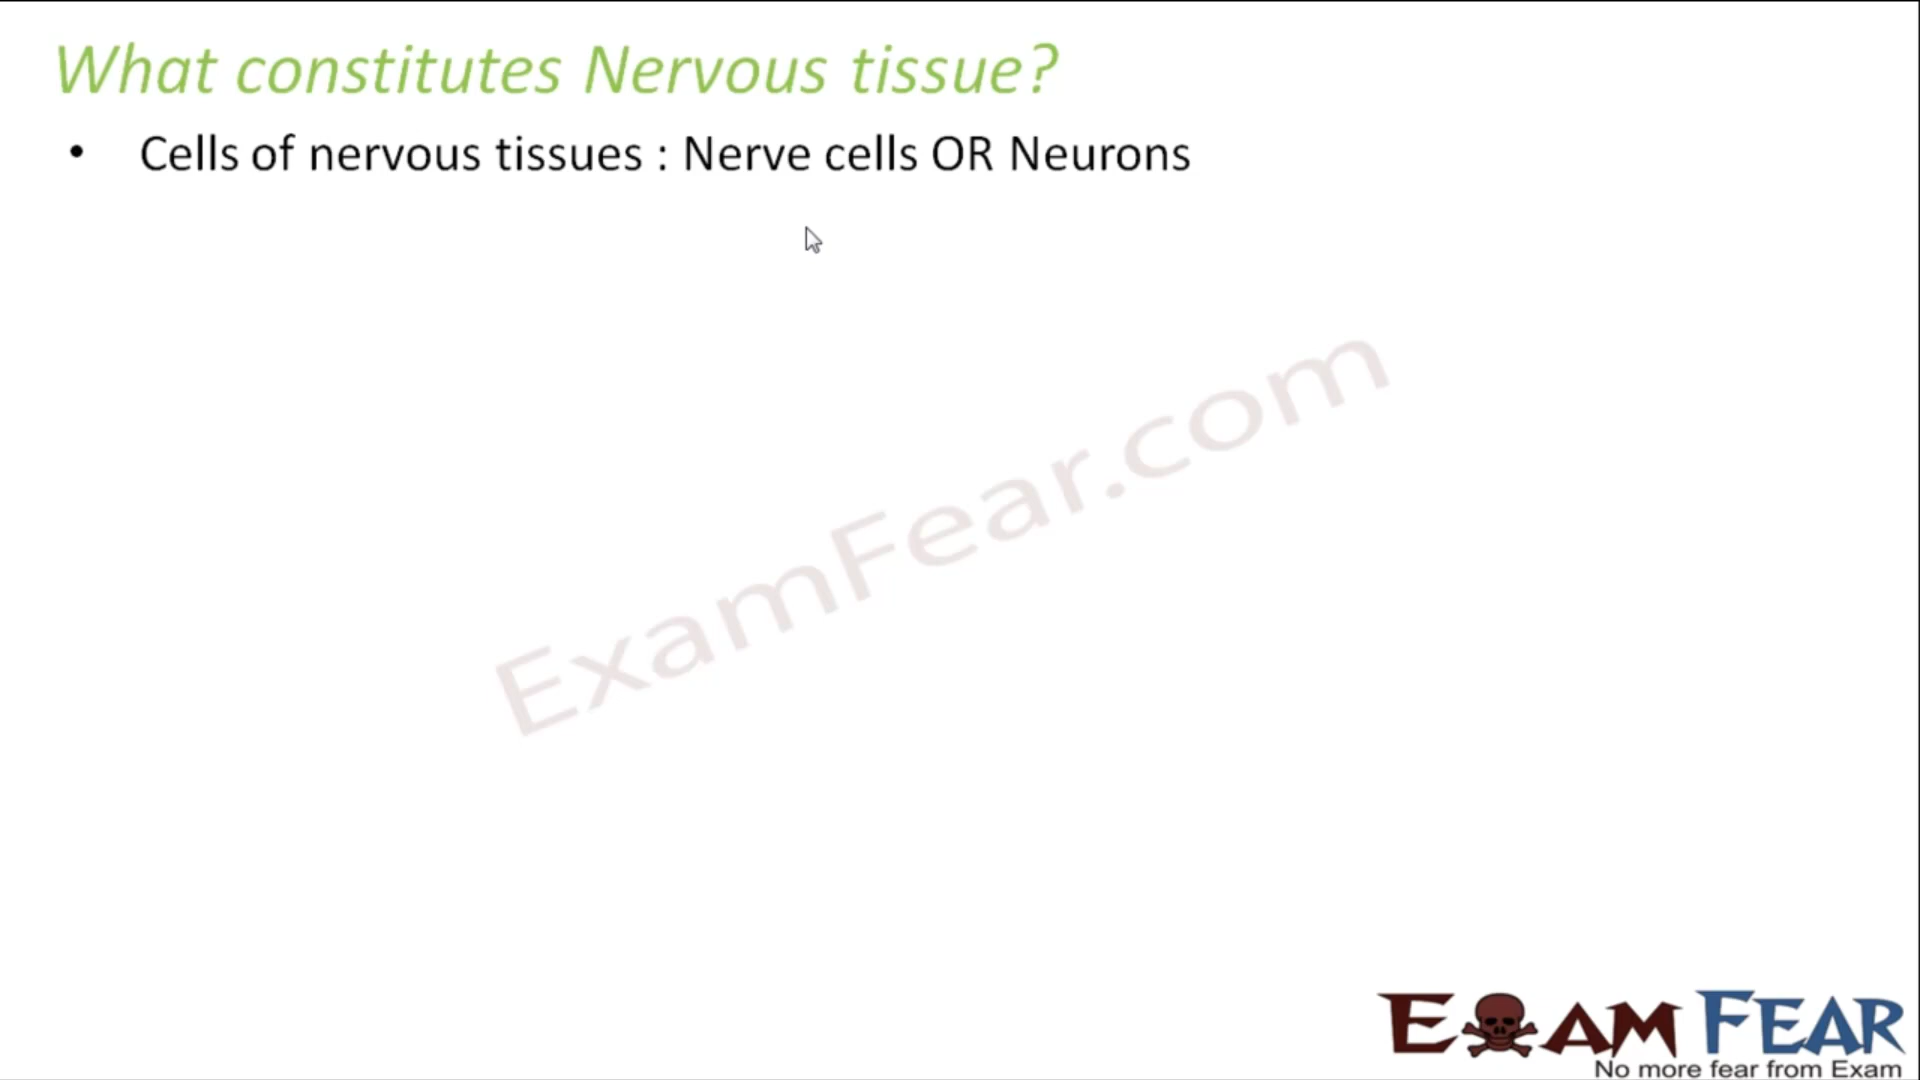 What constitutes Nervous tissue?
• Cells of nervous tissues : Nerve cells OR Neurons
ExamFear.com
EXAM FEAR
No more fear from Exam